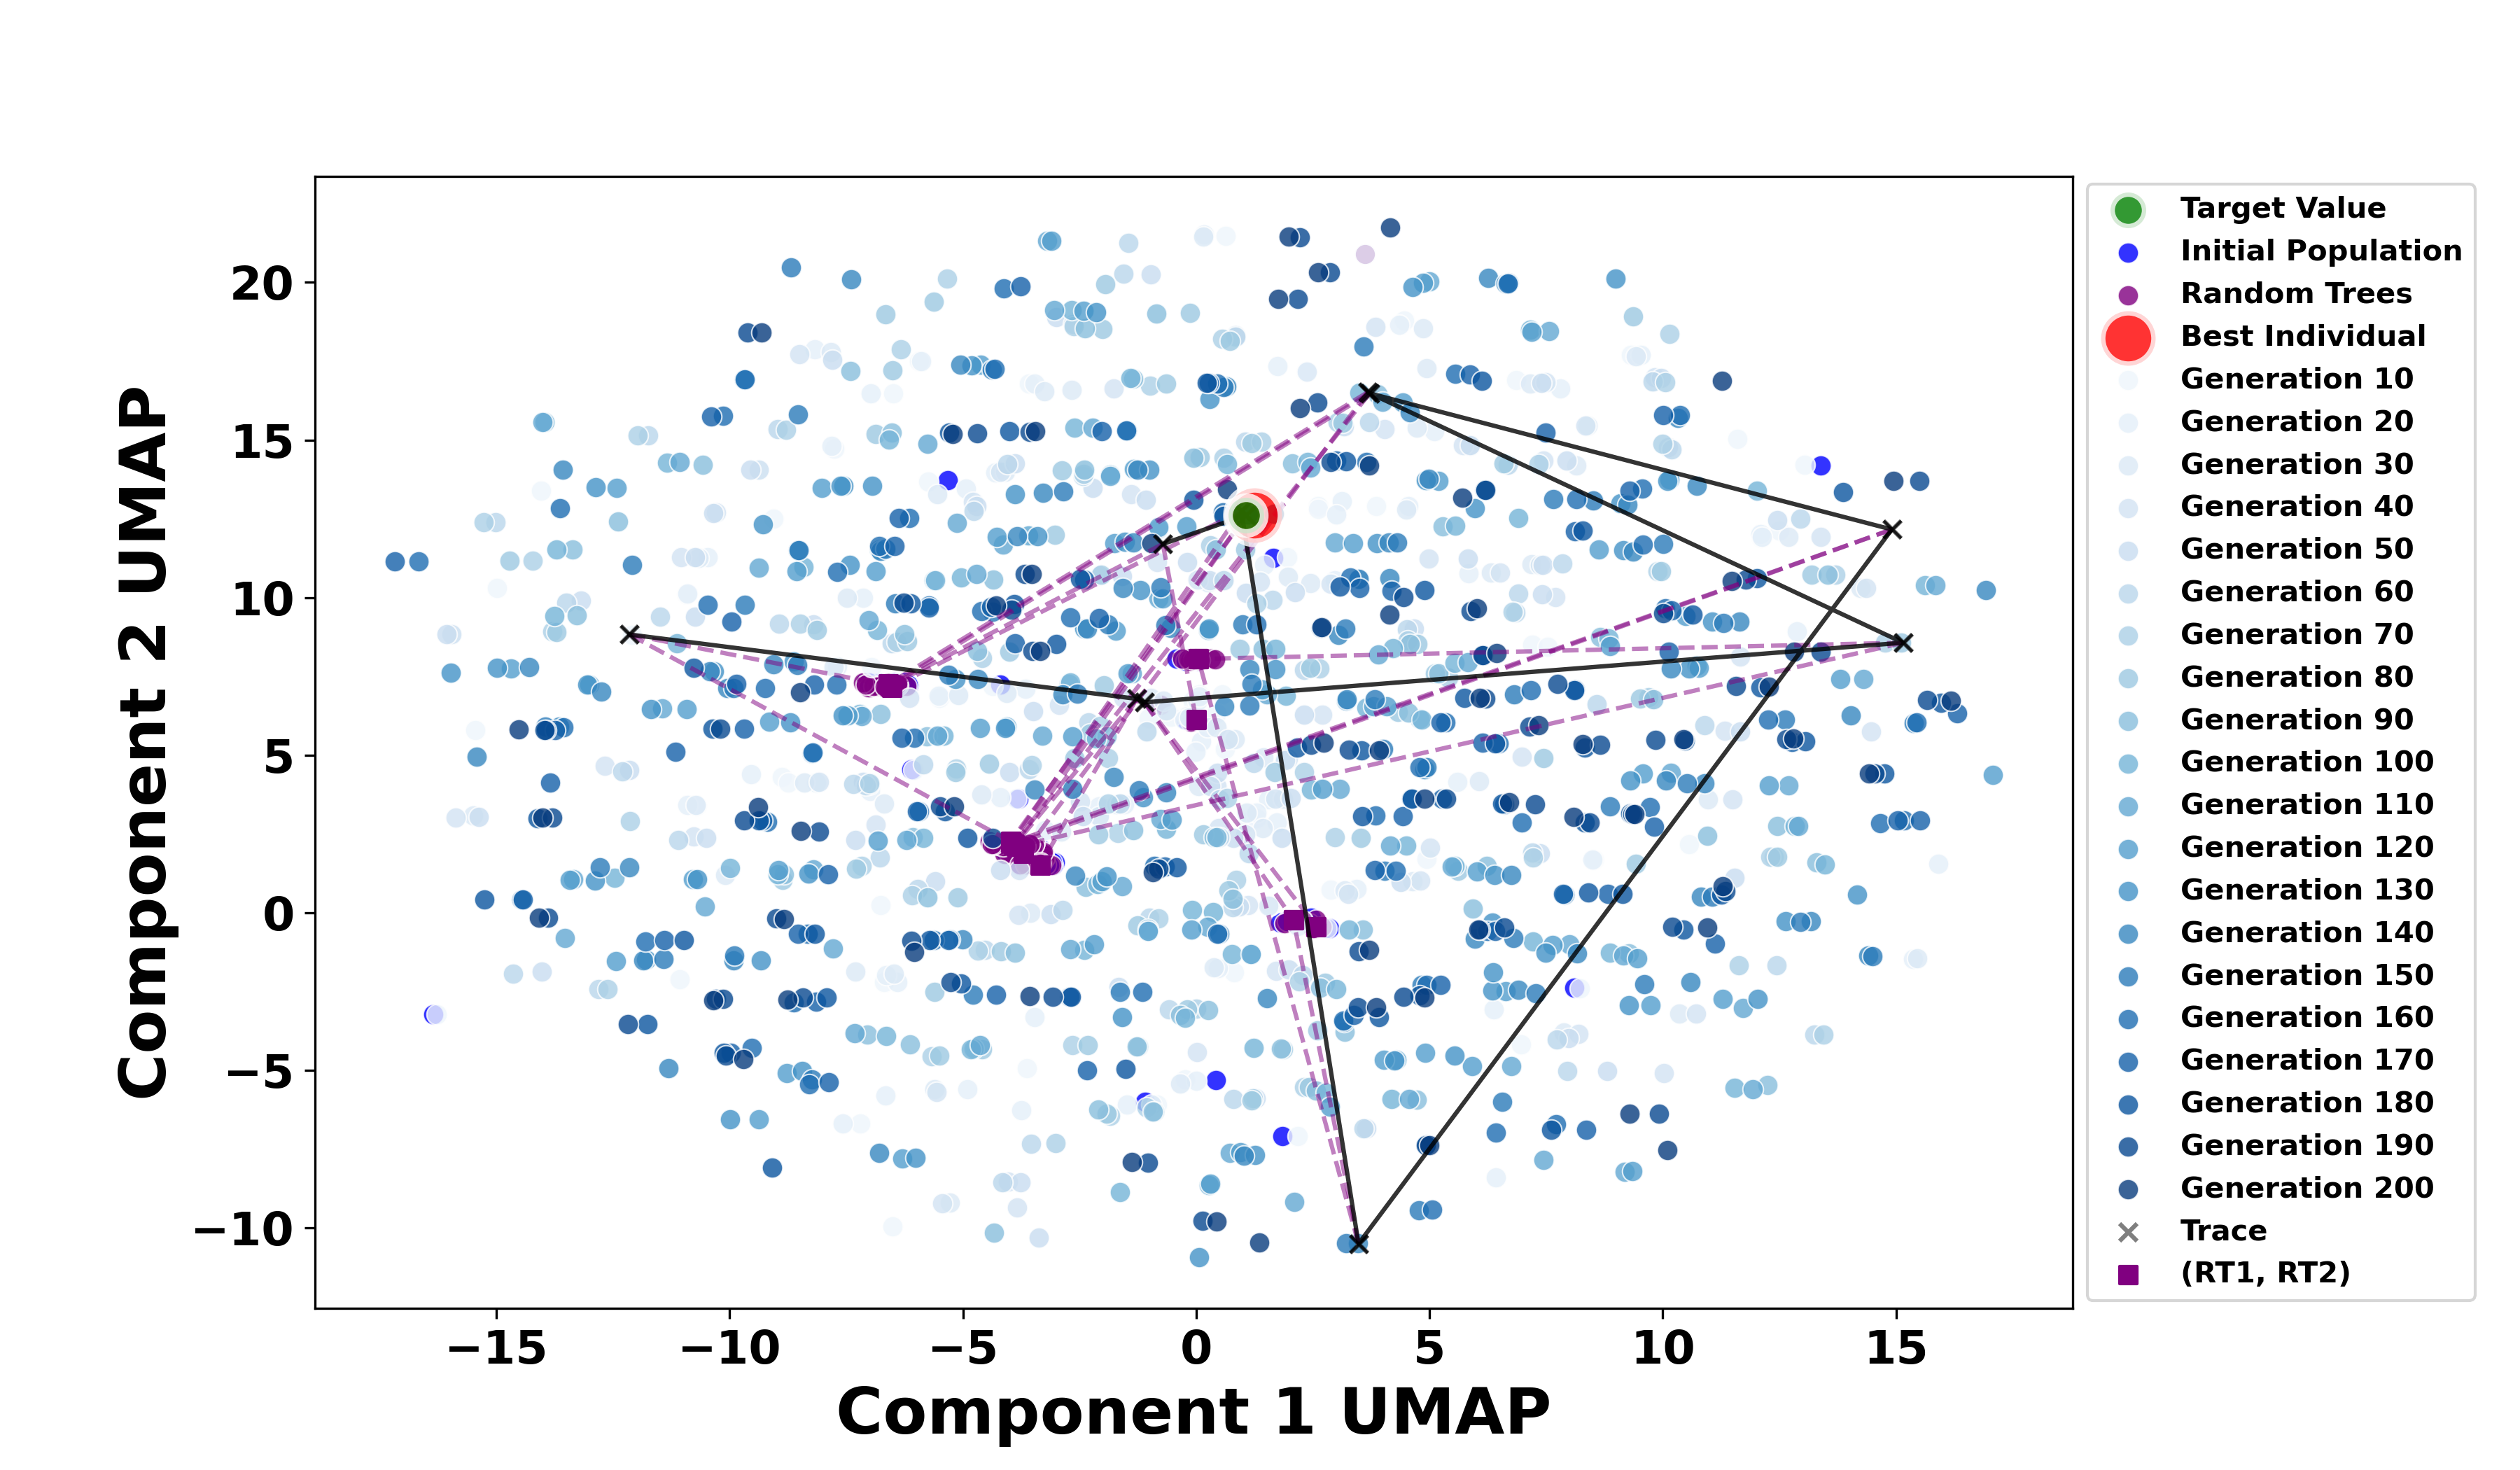 Component 2 UMAP
20
15
10
5
0
−5
−10
−15
−10
−5
0
5
10
15
Component 1 UMAP
Target Value
Initial Population
Random Trees
Best Individual
Generation 10
Generation 20
Generation 30
Generation 40
Generation 50
Generation 60
Generation 70
Generation 80
Generation 90
Generation 100
Generation 110
Generation 120
Generation 130
Generation 140
Generation 150
Generation 160
Generation 170
Generation 180
Generation 190
Generation 200
Trace
(RT1, RT2)